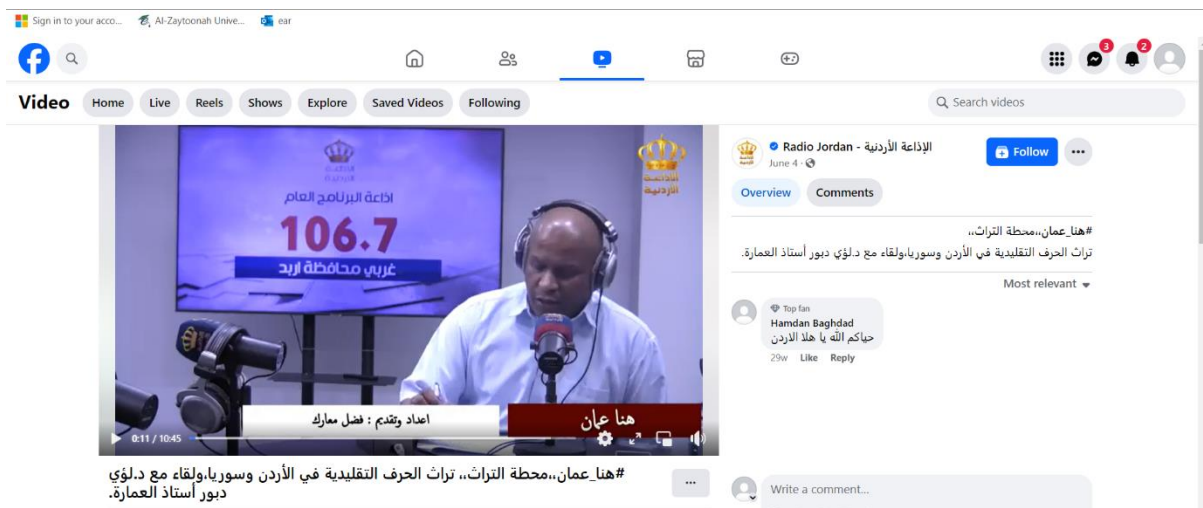 Sign in to your acco...
Al-Zaytoonah Unive...
ear
3
2
Video
Home
Live
Reels
Shows
Explore
Saved Videos
Following
Search videos
الإذاعة الأردنية
اذاعة البرنامج العام
106.7
غربي محافظة اربد
الإذاعة الأردنية
اعداد وتقديم : فضل معارك
هنا عمان
0:11 / 10:45
#هنا_عمان،،محطة التراث،، تراث الحرف التقليدية في الأردن وسوريا،ولقاء مع د.لؤي
دبور أستاذ العمارة.
Radio Jordan - الإذاعة الأردنية
June 4 ·
Follow
Overview
Comments
#هنا_عمان،،محطة التراث،،
تراث الحرف التقليدية في الأردن وسوريا،ولقاء مع د.لؤي دبور أستاذ العمارة.
Most relevant
Top fan
Hamdan Baghdad
حياكم الله يا هلا الاردن
29w Like Reply
Write a comment...